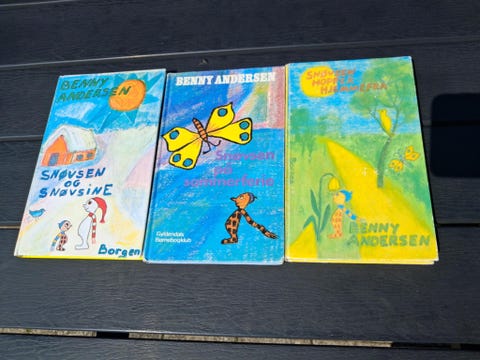 BENNY
ANDERSEN
SNØVSEN
OG
SNØVSINE
Borgen
BENNY ANDERSEN
Snøvsen
på
sommerferie
Gyldendals
Børnebogklub
SNØVSEN
HOPPER
HJEMMEFRA
BENNY
ANDERSEN